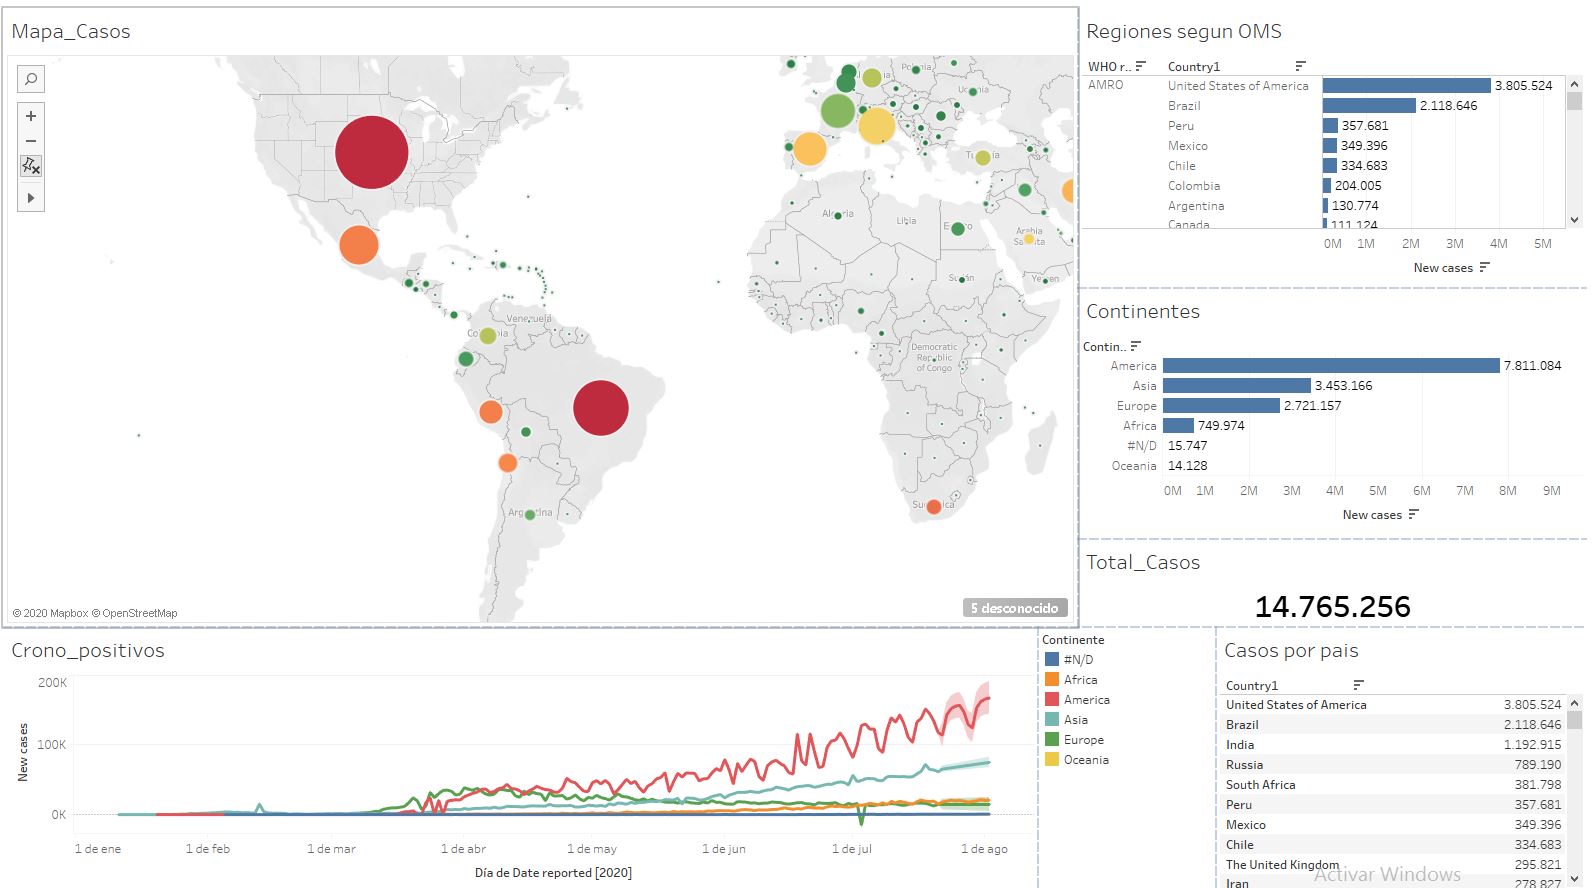 Mapa_Casos
Polonia
Ucrania
Turquía
Algeria
Libia
Egipto
Arabia
Saudita
Sudán
Yemen
Venezuela
Colombia
Democratic
Republic
of Congo
Argentina
© 2020 Mapbox © OpenStreetMap
5 desconocido
Regiones segun OMS
WHO r.. Country1
AMRO United States of America 3.805.524
Brazil 2.118.646
Peru 357.681
Mexico 349.396
Chile 334.683
Colombia 204.005
Argentina 130.774
Canada 111.124
0M 1M 2M 3M 4M 5M
New cases
Continentes
Contin..
America 7.811.084
Asia 3.453.166
Europe 2.721.157
Africa 749.974
#N/D 15.747
Oceania 14.128
0M 1M 2M 3M 4M 5M 6M 7M 8M 9M
New cases
Total_Casos
14.765.256
Crono_positivos
New cases
200K
100K
0K
1 de ene 1 de feb 1 de mar 1 de abr 1 de may 1 de jun 1 de jul 1 de ago
Día de Date reported [2020]
Continente
#N/D
Africa
America
Asia
Europe
Oceania
Casos por pais
Country1
United States of America 3.805.524
Brazil 2.118.646
India 1.192.915
Russia 789.190
South Africa 381.798
Peru 357.681
Mexico 349.396
Chile 334.683
The United Kingdom 295.821
Iran 278.827
Activar Windows